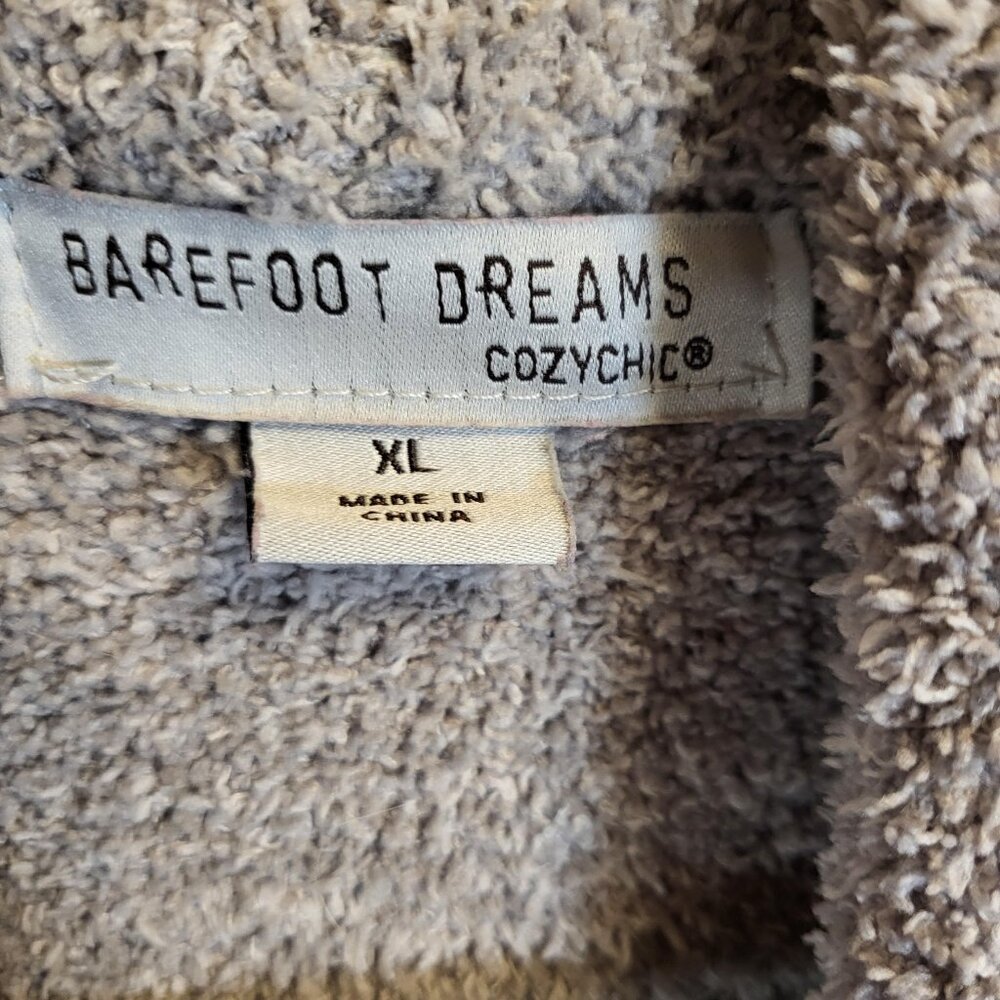 BAREFOOT DREAMS
COZYCHIC®
XL
MADE IN
CHINA